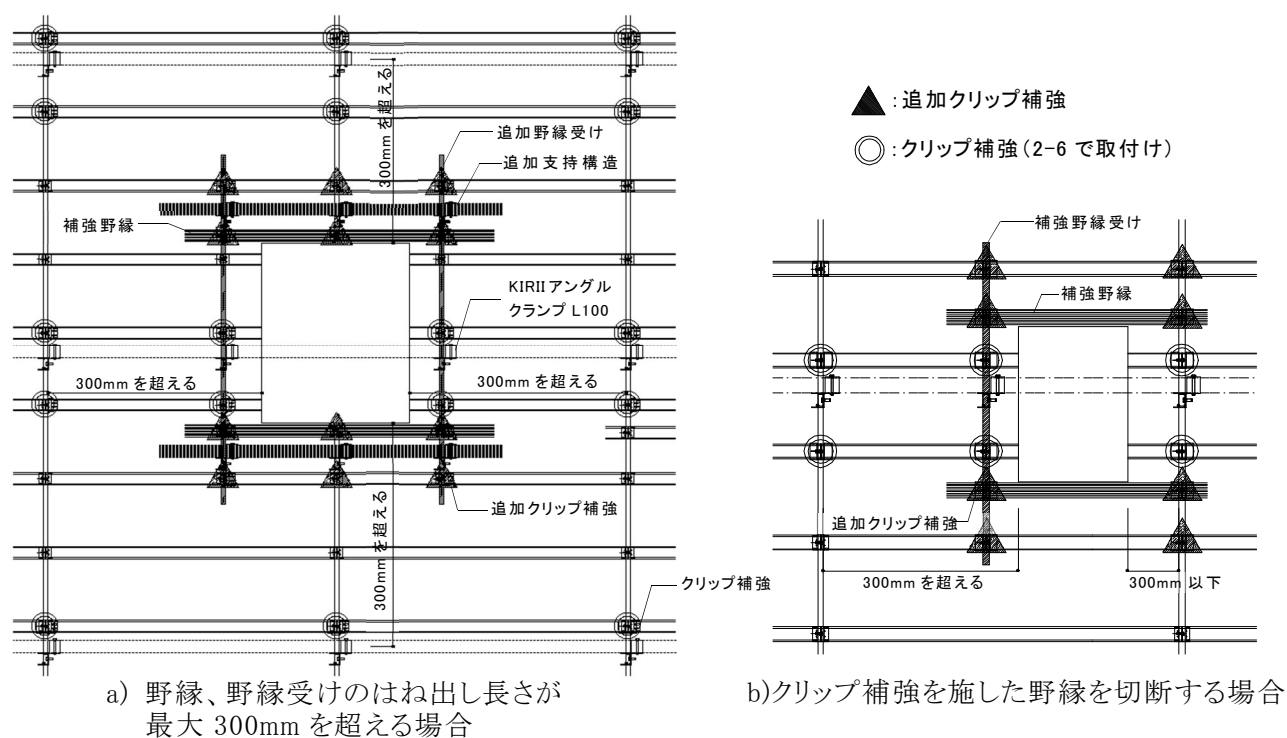 300mm を超える
追加野縁受け
追加支持構造
補強野縁
KIRIIアングル
クランプ L100
300mm を超える
300mm を超える
追加クリップ補強
300mm を超える
クリップ補強
a) 野縁、野縁受けのはね出し長さが
最大 300mm を超える場合
▲:追加クリップ補強
◎:クリップ補強(2-6 で取付け)
補強野縁受け
補強野縁
追加クリップ補強
300mm を超える
300mm 以下
b)クリップ補強を施した野縁を切断する場合